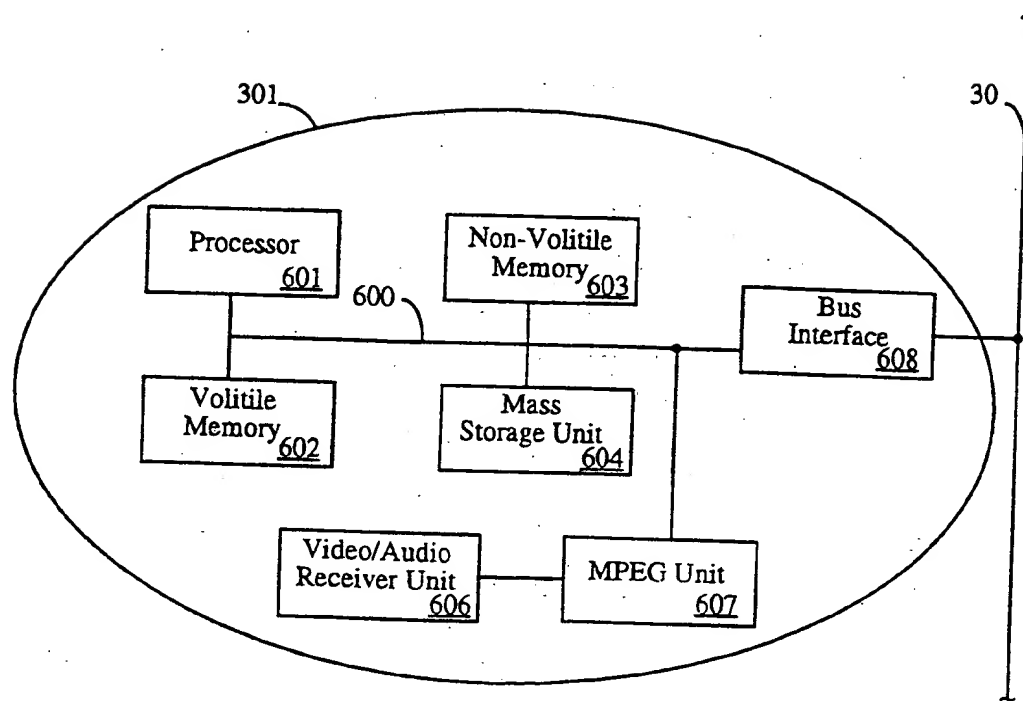 301
30
Processor
601
Non-Volitile
Memory
603
600
Bus
Interface
608
Volitile
Memory
602
Mass
Storage Unit
604
Video/Audio
Receiver Unit
606
MPEG Unit
607